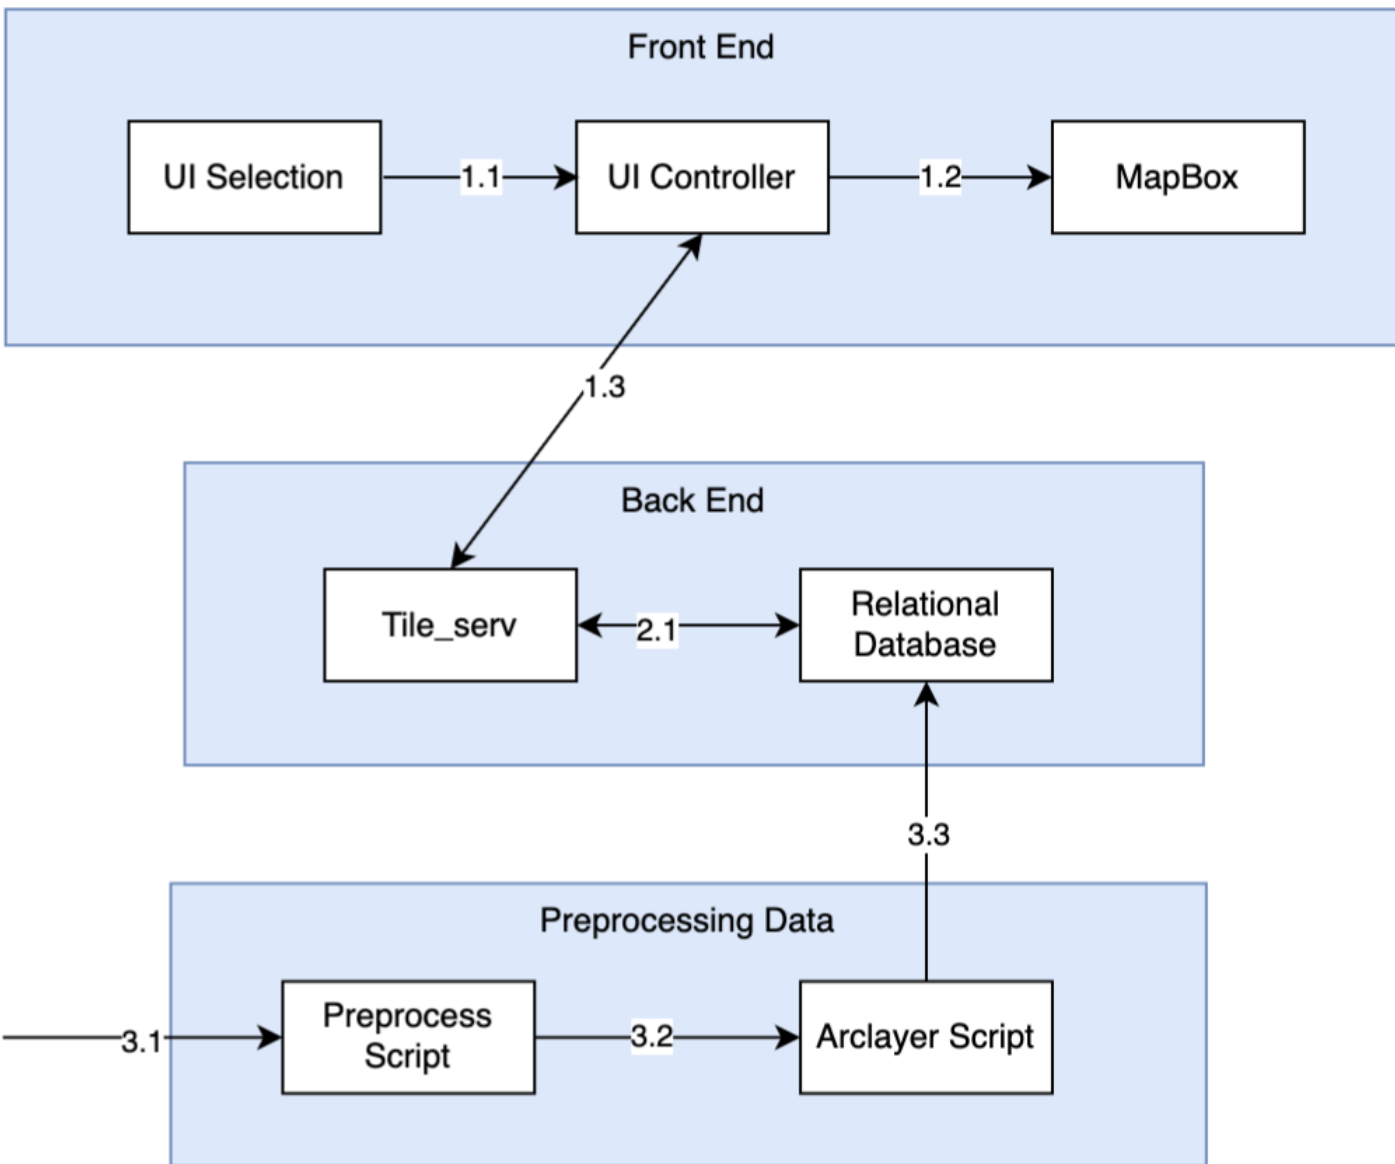 Front End
UI Selection
1.1
UI Controller
1.2
MapBox
1.3
Back End
Tile_serv
2.1
Relational
Database
3.3
Preprocessing Data
3.1
Preprocess
Script
3.2
Arclayer Script